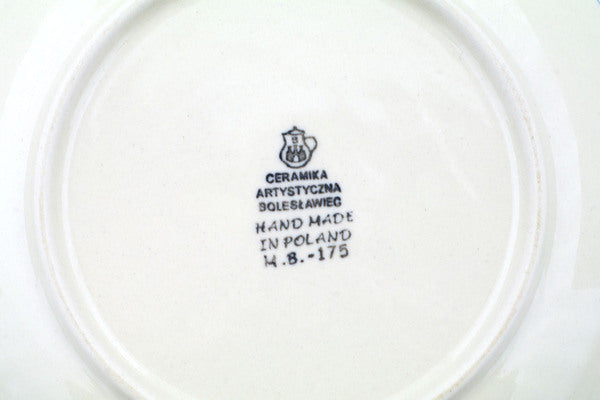 CERAMIKA
ARTYSTYCZNA
BOLESŁAWIEC
HAND MADE
IN POLAND
M.B.-175